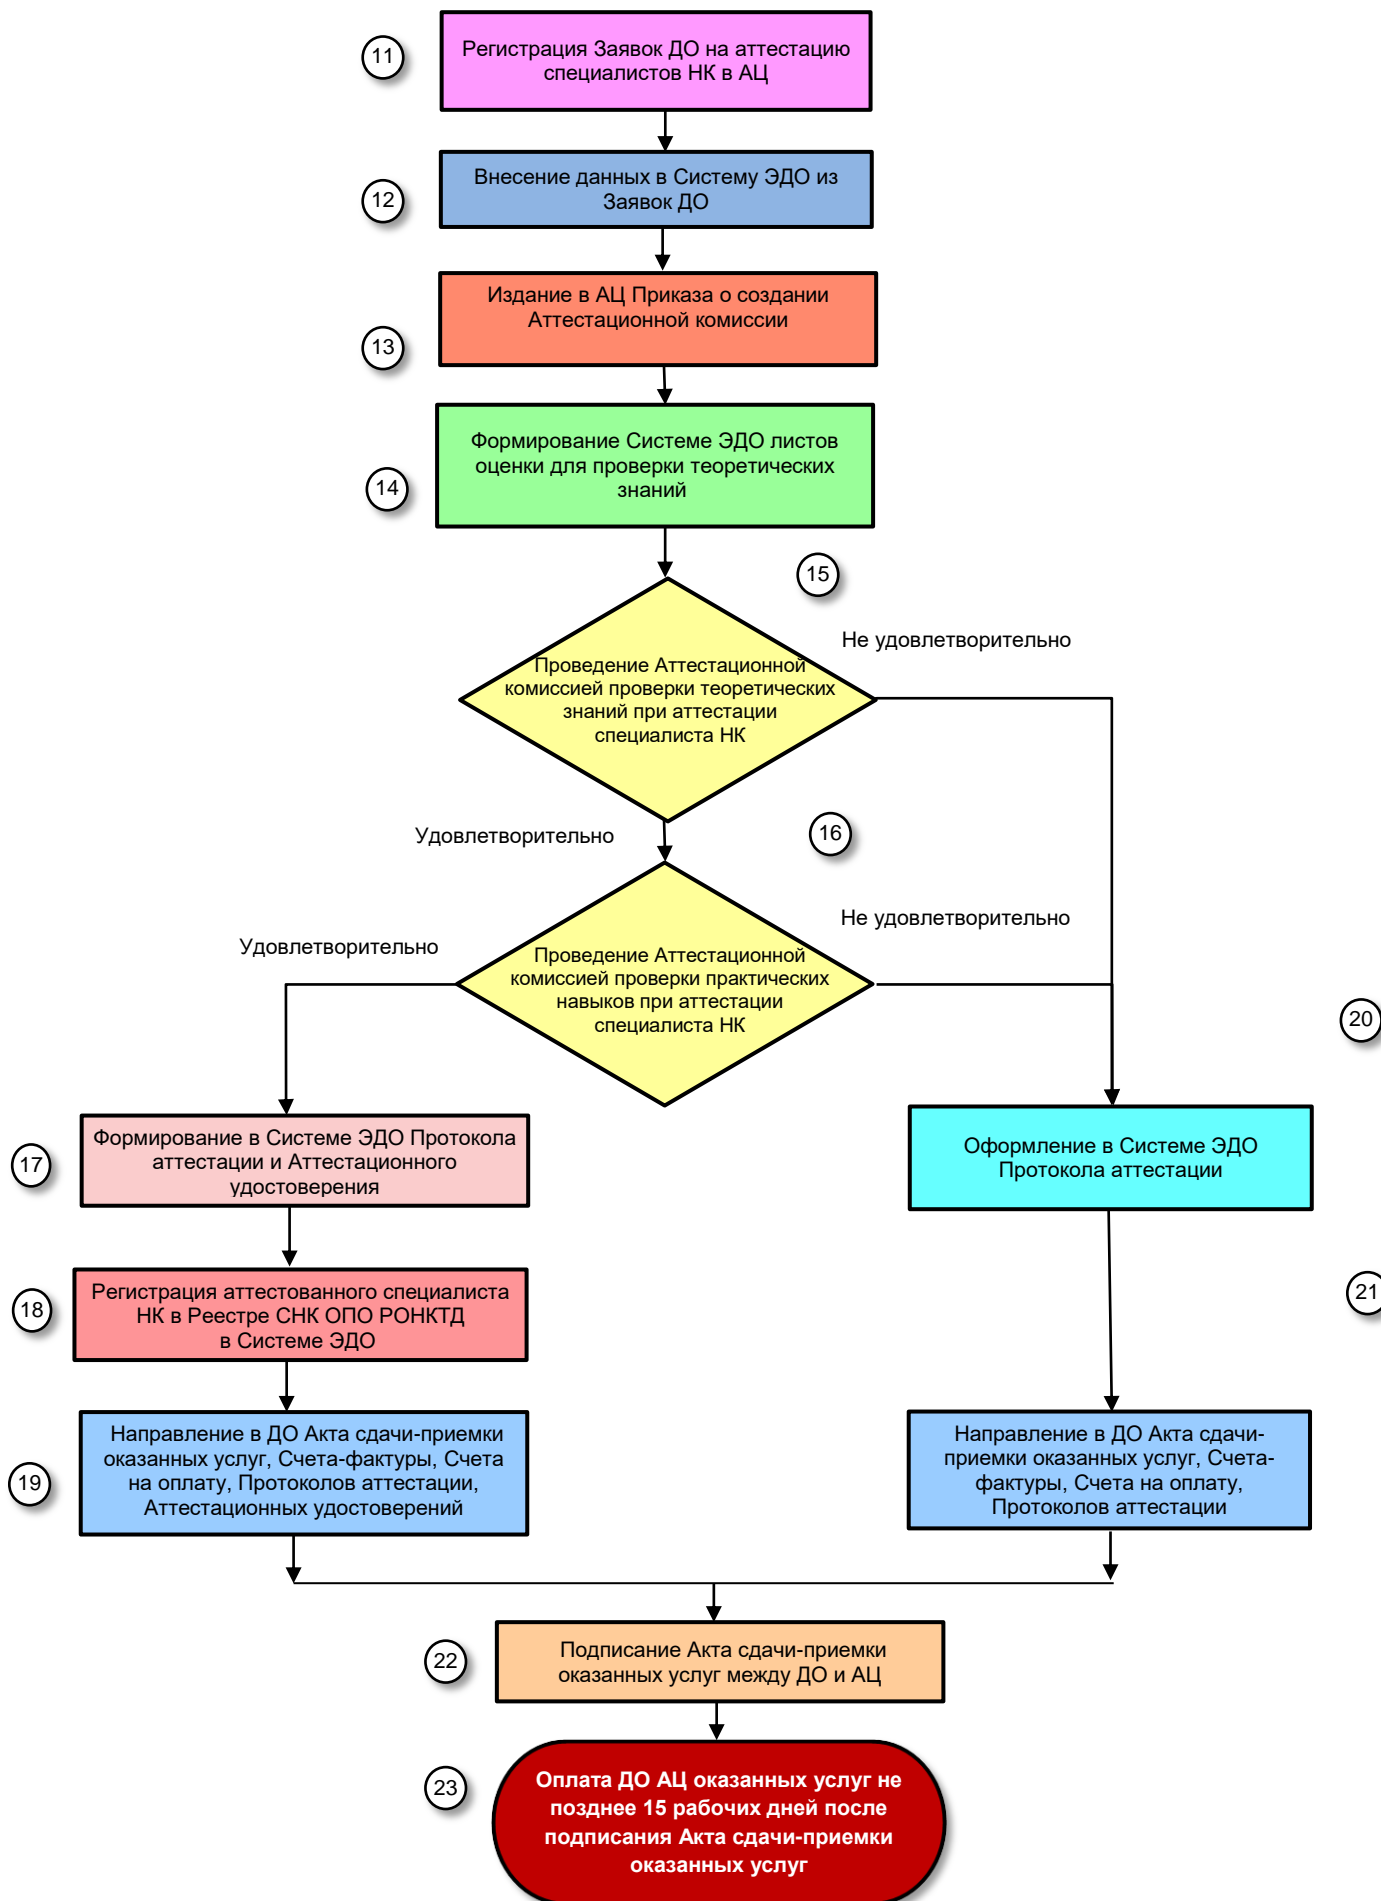 11
Регистрация Заявок ДО на аттестацию
специалистов НК в АЦ
12
Внесение данных в Систему ЭДО из
Заявок ДО
13
Издание в АЦ Приказа о создании
Аттестационной комиссии
14
Формирование Системе ЭДО листов
оценки для проверки теоретических
знаний
15
Не удовлетворительно
Проведение Аттестационной
комиссией проверки теоретических
знаний при аттестации
специалиста НК
Удовлетворительно
16
Не удовлетворительно
Удовлетворительно
Проведение Аттестационной
комиссией проверки практических
навыков при аттестации
специалиста НК
20
17
Формирование в Системе ЭДО Протокола
аттестации и Аттестационного
удостоверения
Оформление в Системе ЭДО
Протокола аттестации
18
Регистрация аттестованного специалиста
НК в Реестре СНК ОПО РОНКТД
в Системе ЭДО
21
19
Направление в ДО Акта сдачи-приемки
оказанных услуг, Счета-фактуры, Счета
на оплату, Протоколов аттестации,
Аттестационных удостоверений
Направление в ДО Акта сдачи-
приемки оказанных услуг, Счета-
фактуры, Счета на оплату,
Протоколов аттестации
22
Подписание Акта сдачи-приемки
оказанных услуг между ДО и АЦ
23
Оплата ДО АЦ оказанных услуг не
позднее 15 рабочих дней после
подписания Акта сдачи-приемки
оказанных услуг